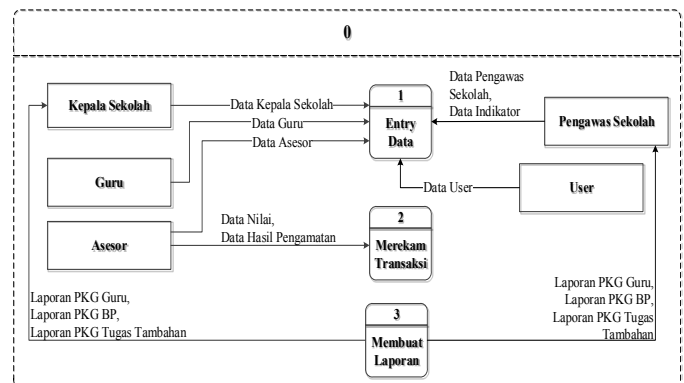 0
Kepala Sekolah
Data Kepala Sekolah
Data Guru
Data Asesor
1
Entry
Data
Data Pengawas
Sekolah,
Data Indikator
Pengawas Sekolah
Guru
Data User
User
Asesor
Data Nilai,
Data Hasil Pengamatan
2
Merekam
Transaksi
Laporan PKG Guru,
Laporan PKG BP,
Laporan PKG Tugas Tambahan
3
Membuat
Laporan
Laporan PKG Guru,
Laporan PKG BP,
Laporan PKG Tugas
Tambahan